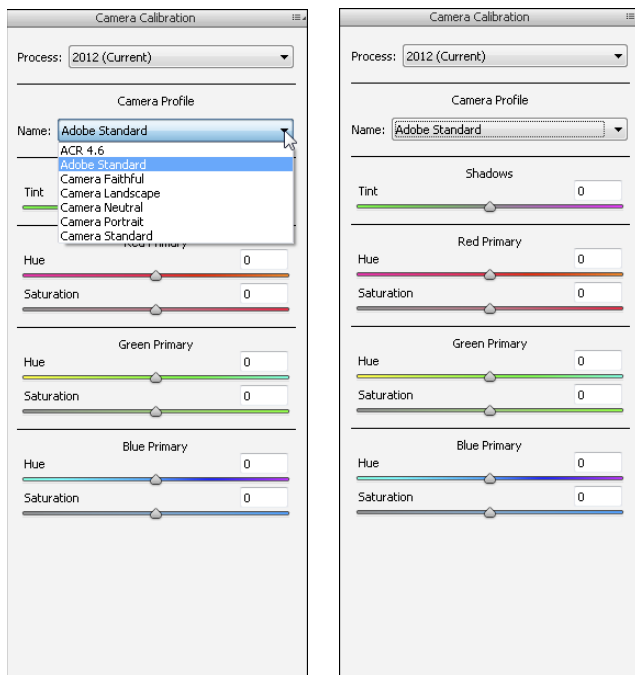 Camera Calibration
Process: 2012 (Current)
Camera Profile
Name: Adobe Standard
ACR 4.6
Adobe Standard
Camera Faithful
Camera Landscape
Camera Neutral
Camera Portrait
Camera Standard
Tint
Red Primary
Hue 0
Saturation 0
Green Primary
Hue 0
Saturation 0
Blue Primary
Hue 0
Saturation 0
Camera Calibration
Process: 2012 (Current)
Camera Profile
Name: Adobe Standard
Shadows
Tint 0
Red Primary
Hue 0
Saturation 0
Green Primary
Hue 0
Saturation 0
Blue Primary
Hue 0
Saturation 0